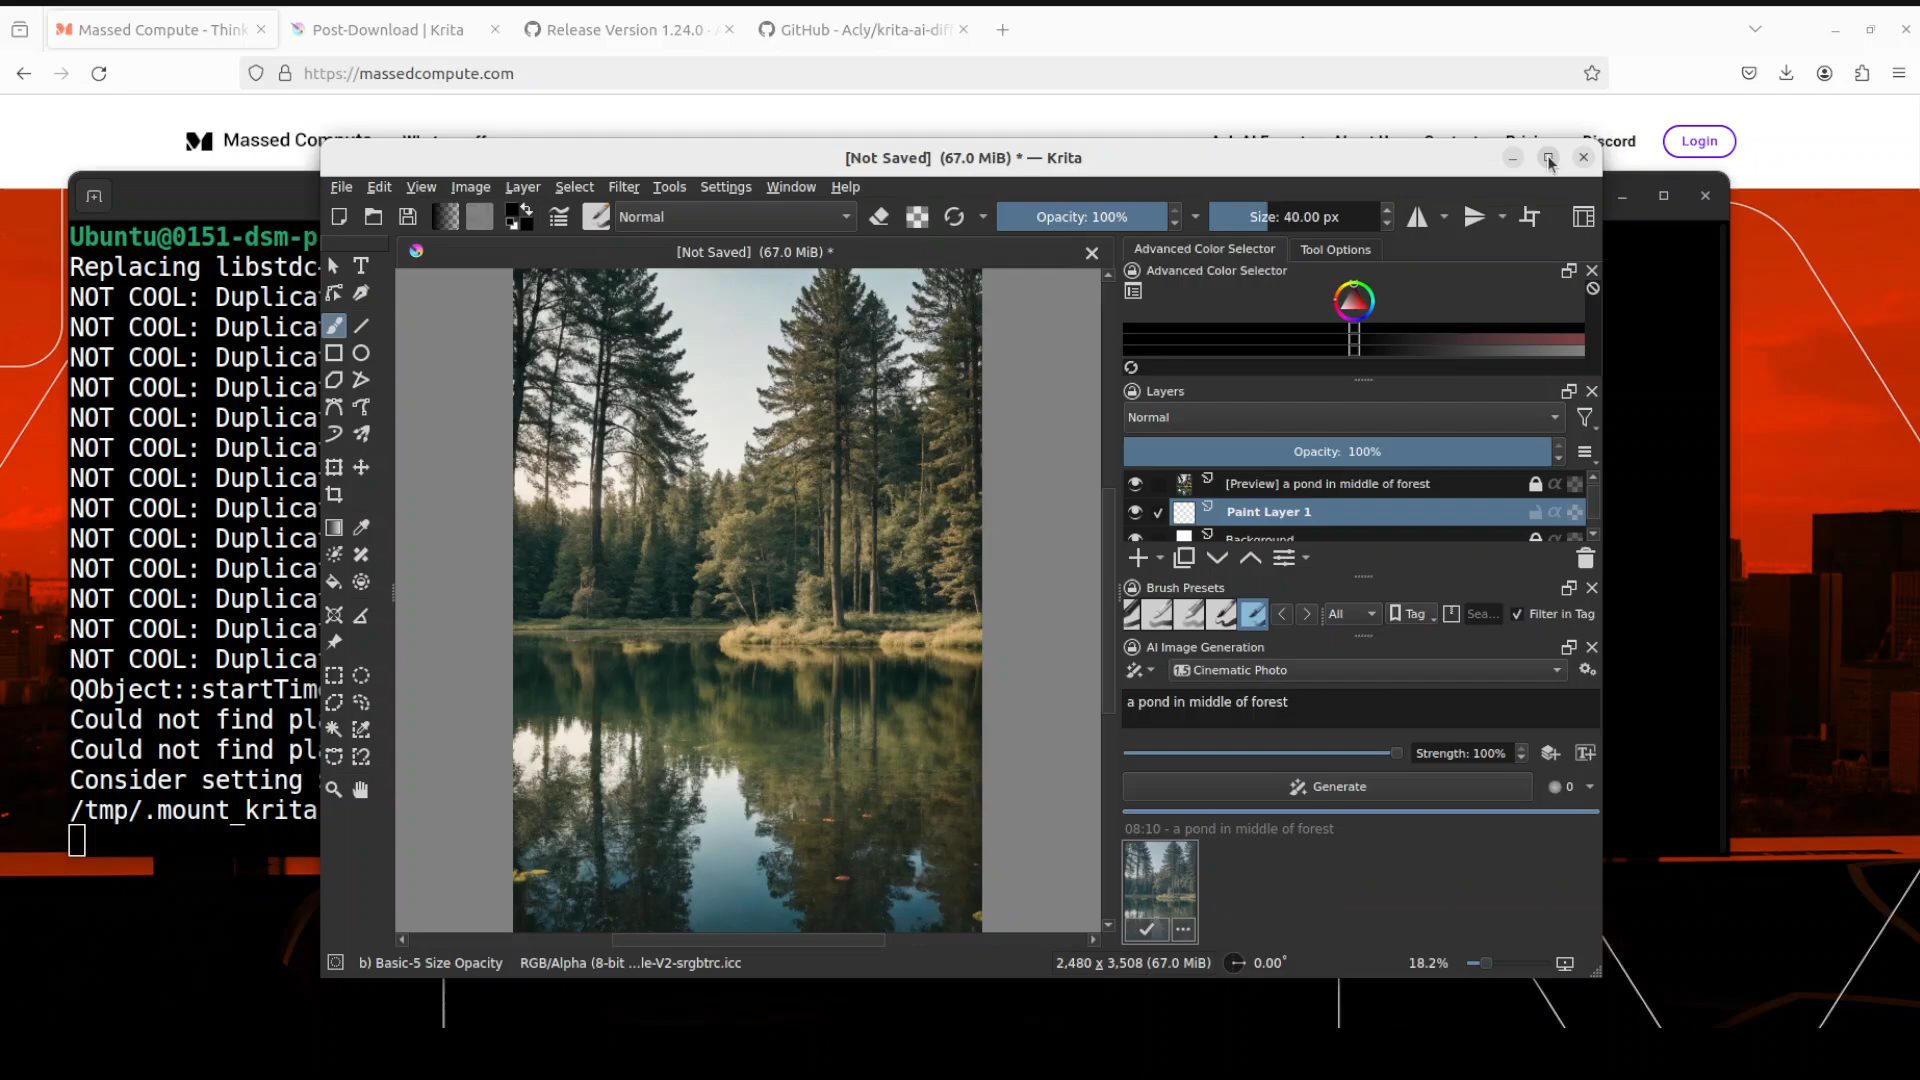 Massed Compute - Think
Post-Download | Krita
Release Version 1.24.0 ·
GitHub - Acly/krita-ai-dif
https://massedcompute.com
Massed
Discord
Login
[Not Saved] (67.0 MiB) * — Krita
File Edit View Image Layer Select Filter Tools Settings Window Help
Normal
Opacity: 100%
Size: 40.00 px
[Not Saved] (67.0 MiB) *
Advanced Color Selector
Tool Options
Advanced Color Selector
Layers
Normal
Opacity: 100%
[Preview] a pond in middle of forest
Paint Layer 1
Background
Brush Presets
All
Tag
Sea...
Filter in Tag
AI Image Generation
1.5 Cinematic Photo
a pond in middle of forest
Strength: 100%
Generate
0
08:10 - a pond in middle of forest
b) Basic-5 Size Opacity
RGB/Alpha (8-bit ...le-V2-srgbtrc.icc
2,480 x 3,508 (67.0 MiB)
0.00°
18.2%
Ubuntu@0151-dsm-p
Replacing libstdc
NOT COOL: Duplica
NOT COOL: Duplica
NOT COOL: Duplica
NOT COOL: Duplica
NOT COOL: Duplica
NOT COOL: Duplica
NOT COOL: Duplica
NOT COOL: Duplica
NOT COOL: Duplica
NOT COOL: Duplica
NOT COOL: Duplica
NOT COOL: Duplica
NOT COOL: Duplica
QObject::startTim
Could not find pl
Could not find pl
Consider setting
/tmp/.mount_krita